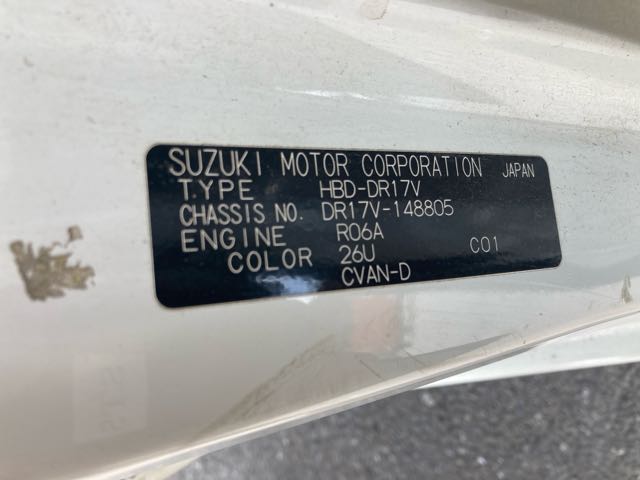 SUZUKI MOTOR CORPORATION JAPAN
TYPE HBD-DR17V
CHASSIS NO. DR17V-148805
ENGINE R06A
COLOR 26U C01
CVAN-D